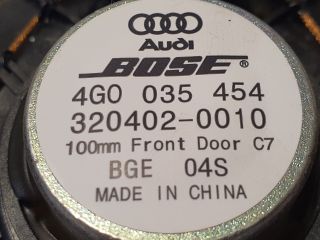 Audi
BOSE
4G0 035 454
320402-0010
100mm Front Door C7
BGE 04S
MADE IN CHINA